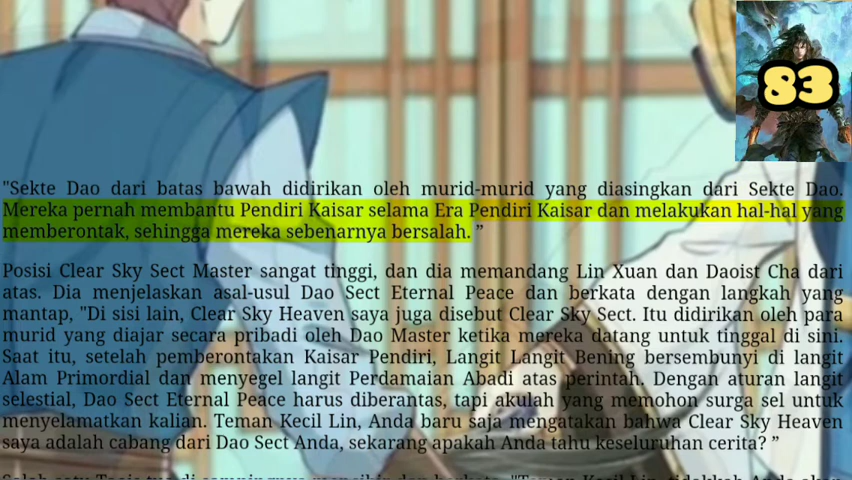 83
"Sekte Dao dari batas bawah didirikan oleh murid-murid yang diasingkan dari Sekte Dao.
Mereka pernah membantu Pendiri Kaisar selama Era Pendiri Kaisar dan melakukan hal-hal yang
memberontak, sehingga mereka sebenarnya bersalah. ”
Posisi Clear Sky Sect Master sangat tinggi, dan dia memandang Lin Xuan dan Daoist Cha dari
atas. Dia menjelaskan asal-usul Dao Sect Eternal Peace dan berkata dengan langkah yang
mantap, "Di sisi lain, Clear Sky Heaven saya juga disebut Clear Sky Sect. Itu didirikan oleh para
murid yang diajar secara pribadi oleh Dao Master ketika mereka datang untuk tinggal di sini.
Saat itu, setelah pemberontakan Kaisar Pendiri, Langit Langit Bening bersembunyi di langit
Alam Primordial dan menyegel langit Perdamaian Abadi atas perintah. Dengan aturan langit
selestial, Dao Sect Eternal Peace harus diberantas, tapi akulah yang memohon surga sel untuk
menyelamatkan kalian. Teman Kecil Lin, Anda baru saja mengatakan bahwa Clear Sky Heaven
saya adalah cabang dari Dao Sect Anda, sekarang apakah Anda tahu keseluruhan cerita? ”